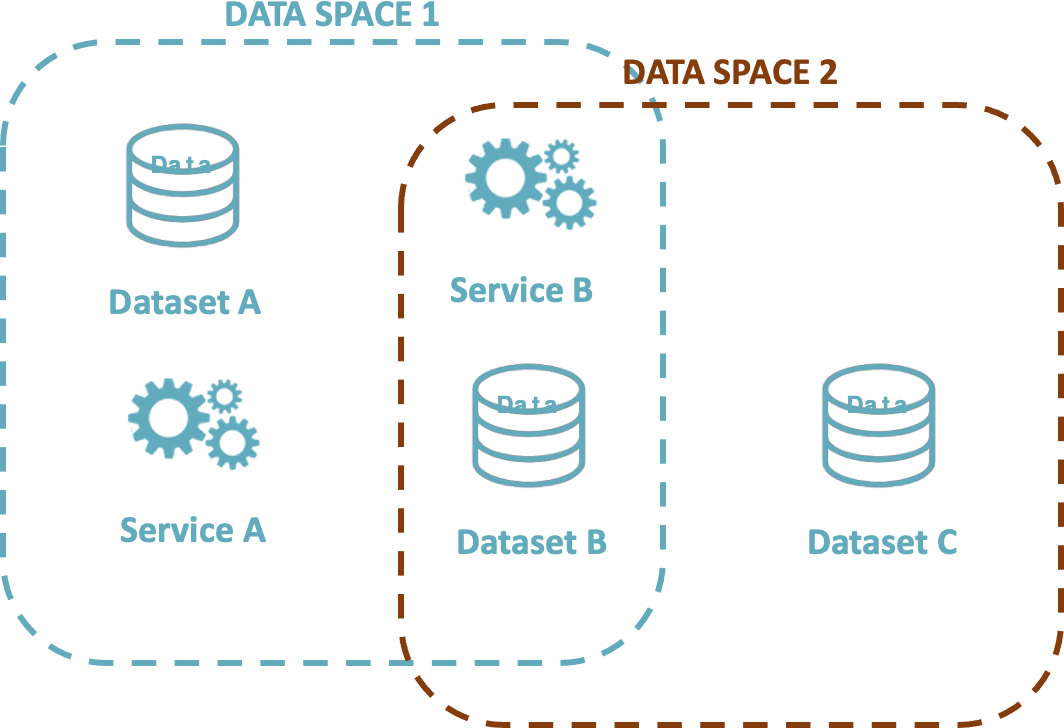 DATA SPACE 1
DATA SPACE 2
Data
Dataset A
Service B
Service A
Data
Dataset B
Data
Dataset C